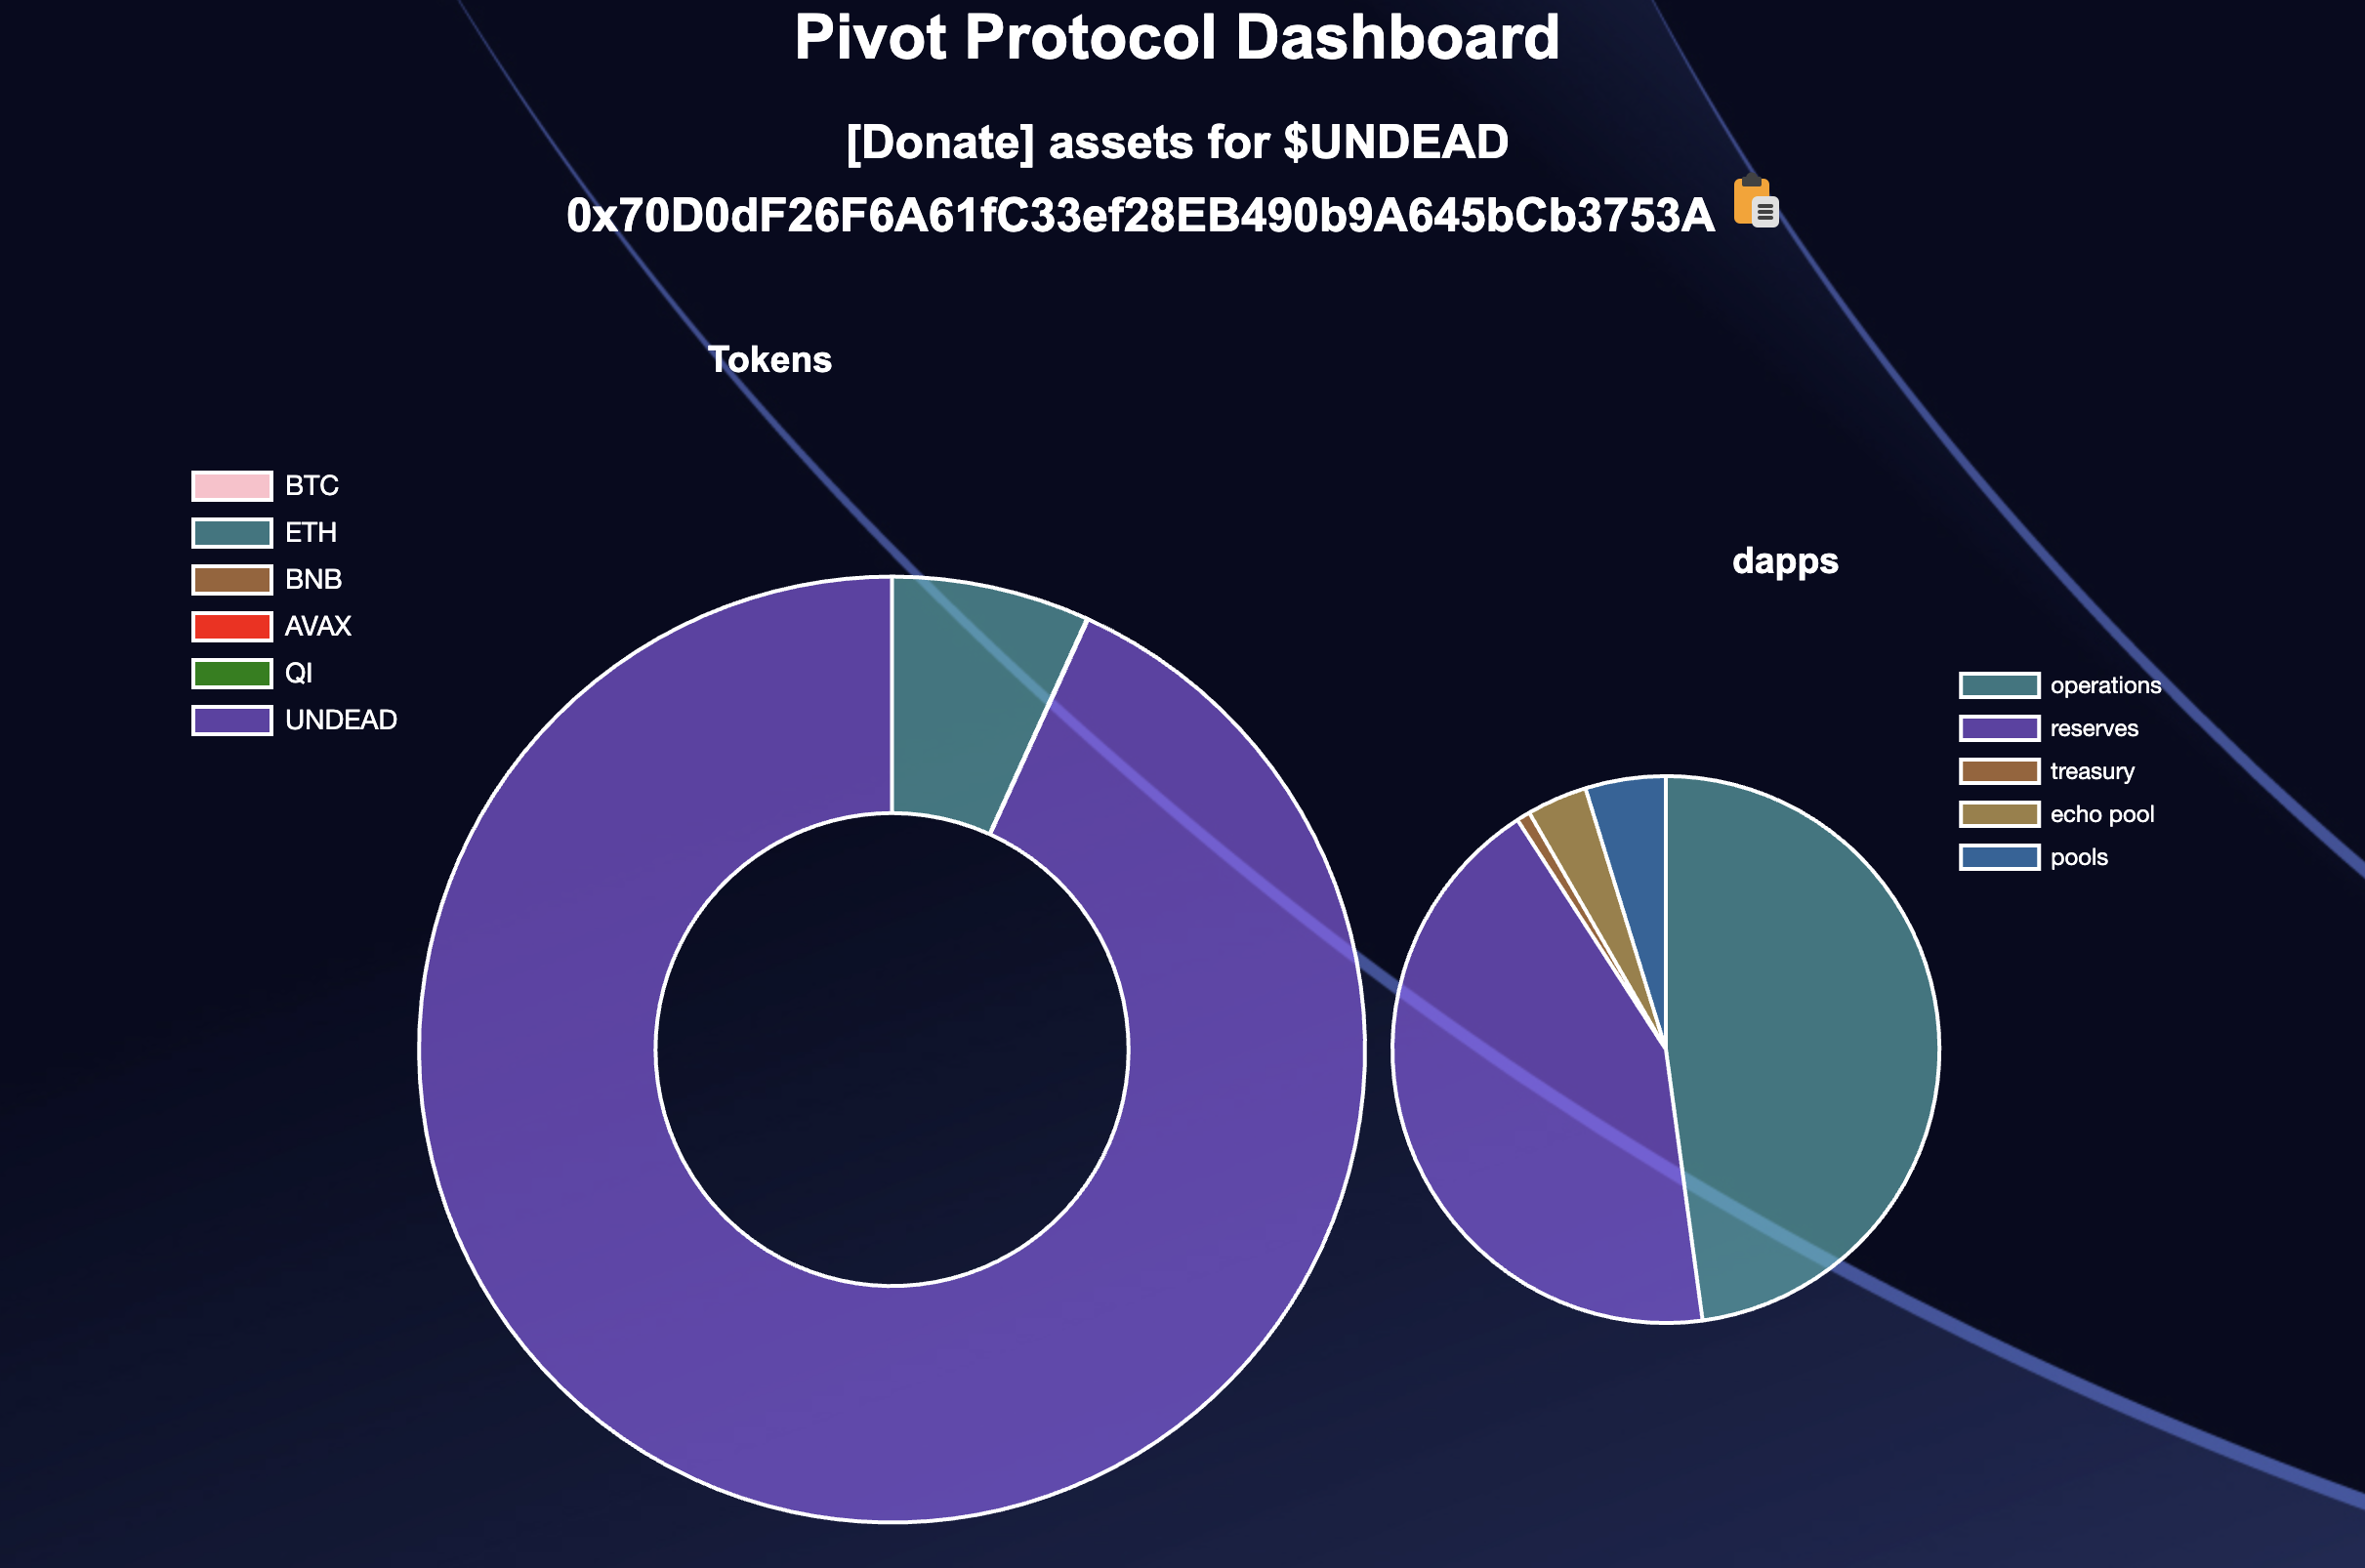 Pivot Protocol Dashboard
[Donate] assets for $UNDEAD
0x70D0dF26F6A61fC33ef28EB490b9A645bCb3753A
Tokens
BTC
ETH
BNB
AVAX
QI
UNDEAD
dapps
operations
reserves
treasury
echo pool
pools